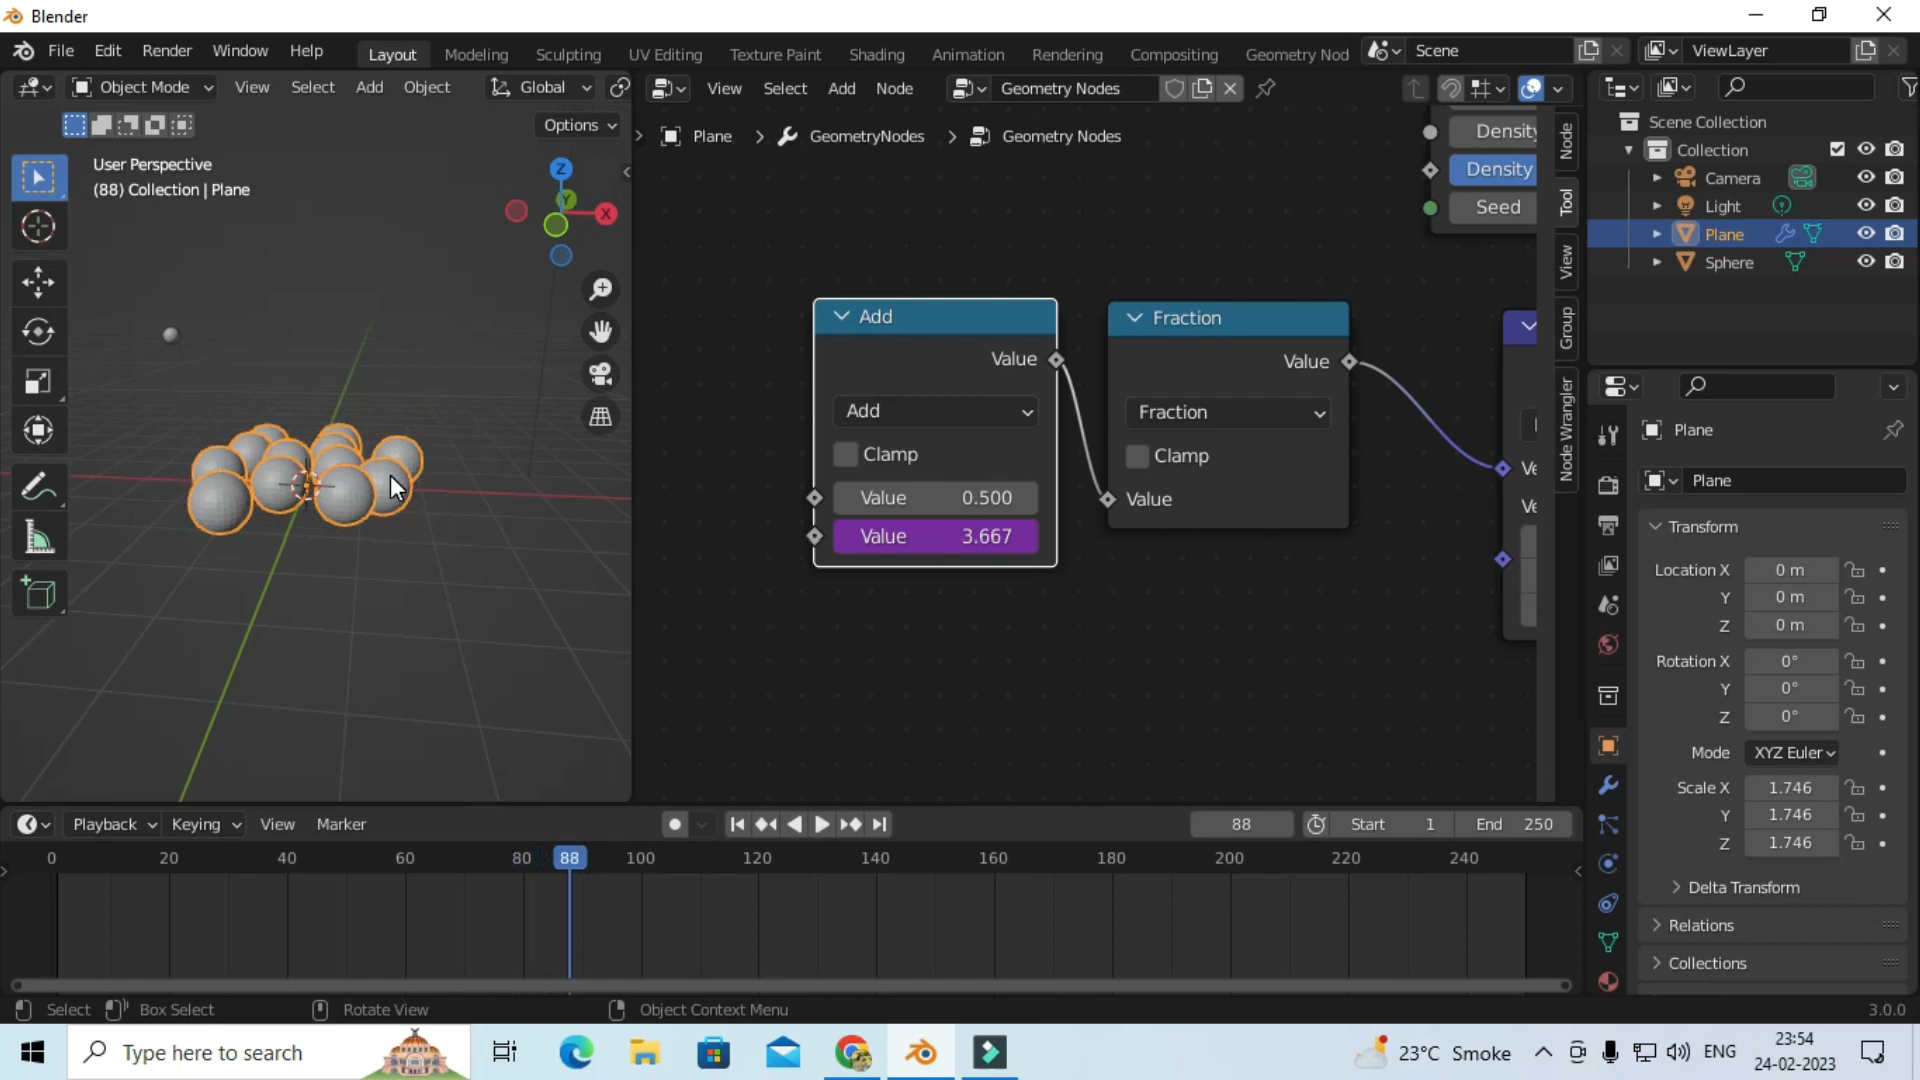 Blender
File Edit Render Window Help Layout Modeling Sculpting UV Editing Texture Paint Shading Animation Rendering Compositing Geometry Nod Scene ViewLayer
Object Mode View Select Add Object Global View Select Add Node Geometry Nodes
Options
Plane > GeometryNodes > Geometry Nodes
User Perspective
(88) Collection | Plane
Z
Y
X
Density
Density
Seed
Node
Tool
View
Group
Node Wrangler
Scene Collection
Collection
Camera
Light
Plane
Sphere
Add
Value
Add
Clamp
Value 0.500
Value 3.667
Fraction
Value
Fraction
Clamp
Value
Ve
Ve
Plane
Plane
Transform
Location X 0 m
Y 0 m
Z 0 m
Rotation X 0°
Y 0°
Z 0°
Mode XYZ Euler
Scale X 1.746
Y 1.746
Z 1.746
Delta Transform
Relations
Collections
Playback Keying View Marker 88 Start 1 End 250
0 20 40 60 80 88 100 120 140 160 180 200 220 240
Select Box Select Rotate View Object Context Menu 3.0.0
Type here to search 23°C Smoke ENG 23:54
24-02-2023